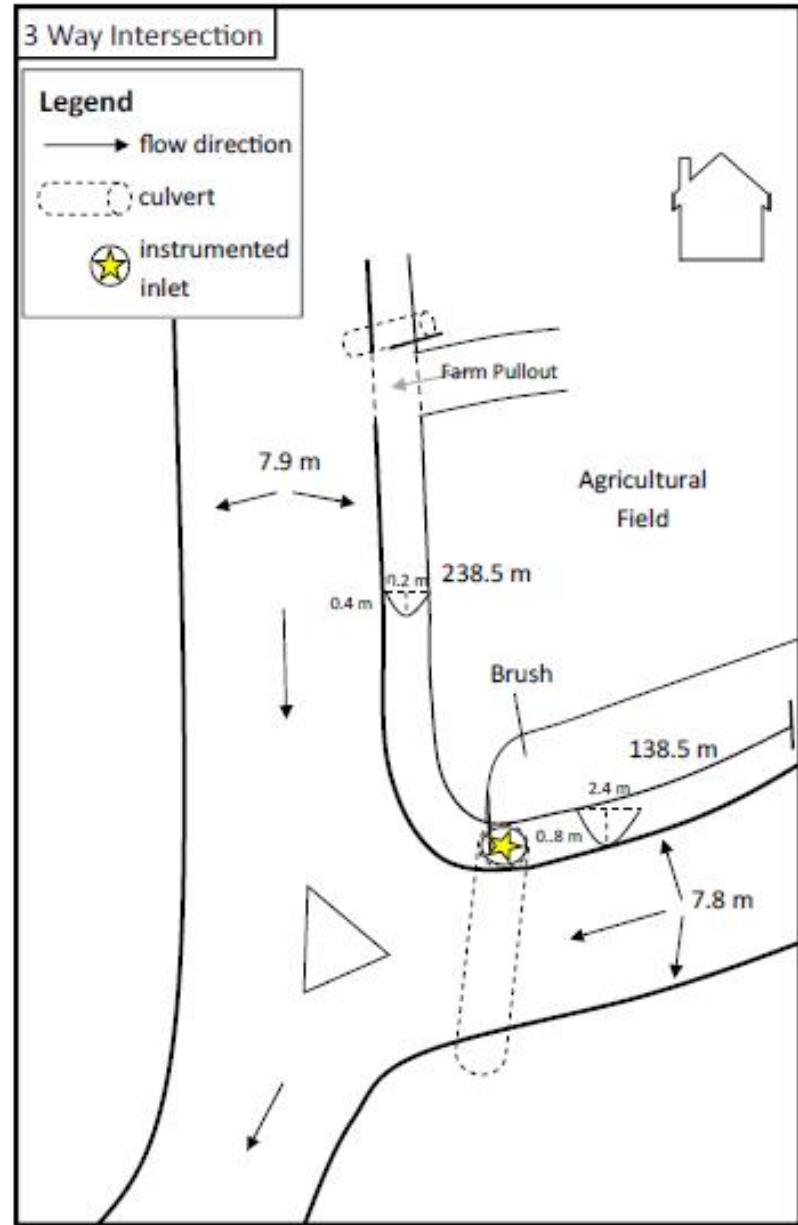 3 Way Intersection
Legend
flow direction
culvert
instrumented
inlet
Farm Pullout
7.9 m
Agricultural
Field
0.2 m
238.5 m
0.4 m
Brush
138.5 m
2.4 m
0..8 m
7.8 m